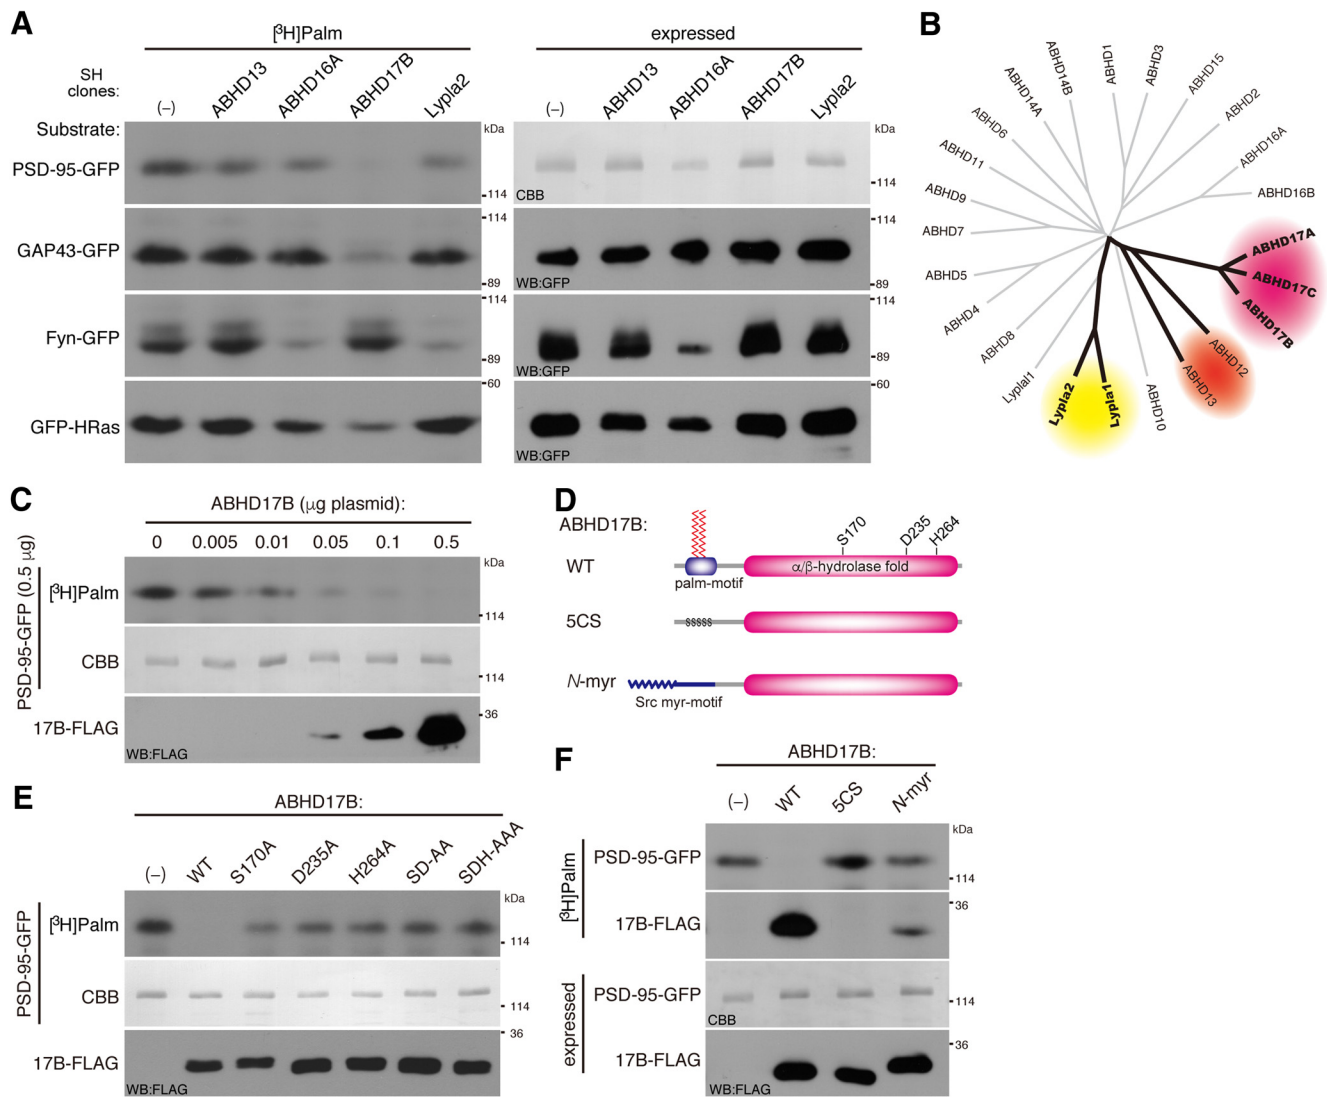 A
[³H]Palm
expressed
SH
clones:
(–)
ABHD13
ABHD16A
ABHD17B
Lypla2
(–)
ABHD13
ABHD16A
ABHD17B
Lypla2
Substrate:
kDa
kDa
PSD-95-GFP
114
CBB
114
GAP43-GFP
114
89
WB:GFP
114
89
Fyn-GFP
114
89
WB:GFP
114
89
GFP-HRas
60
WB:GFP
60
B
ABHD14B
ABHD1
ABHD3
ABHD15
ABHD2
ABHD16A
ABHD16B
ABHD17A
ABHD17C
ABHD17B
ABHD12
ABHD13
ABHD10
Lypla1
Lypla2
Lyplal1
ABHD8
ABHD4
ABHD5
ABHD7
ABHD9
ABHD11
ABHD6
ABHD14A
C
ABHD17B (μg plasmid):
0 0.005 0.01 0.05 0.1 0.5
kDa
PSD-95-GFP (0.5 μg)
[³H]Palm
114
CBB
114
17B-FLAG
36
WB:FLAG
D
ABHD17B:
S170
D235
H264
WT
α/β-hydrolase fold
palm-motif
5CS
SSSSS
N-myr
Src myr-motif
E
ABHD17B:
(–)
WT
S170A
D235A
H264A
SD-AA
SDH-AAA
kDa
PSD-95-GFP
[³H]Palm
114
CBB
114
17B-FLAG
36
WB:FLAG
F
ABHD17B:
(–)
WT
5CS
N-myr
kDa
[³H]Palm
PSD-95-GFP
114
17B-FLAG
36
expressed
PSD-95-GFP
114
CBB
17B-FLAG
36
WB:FLAG